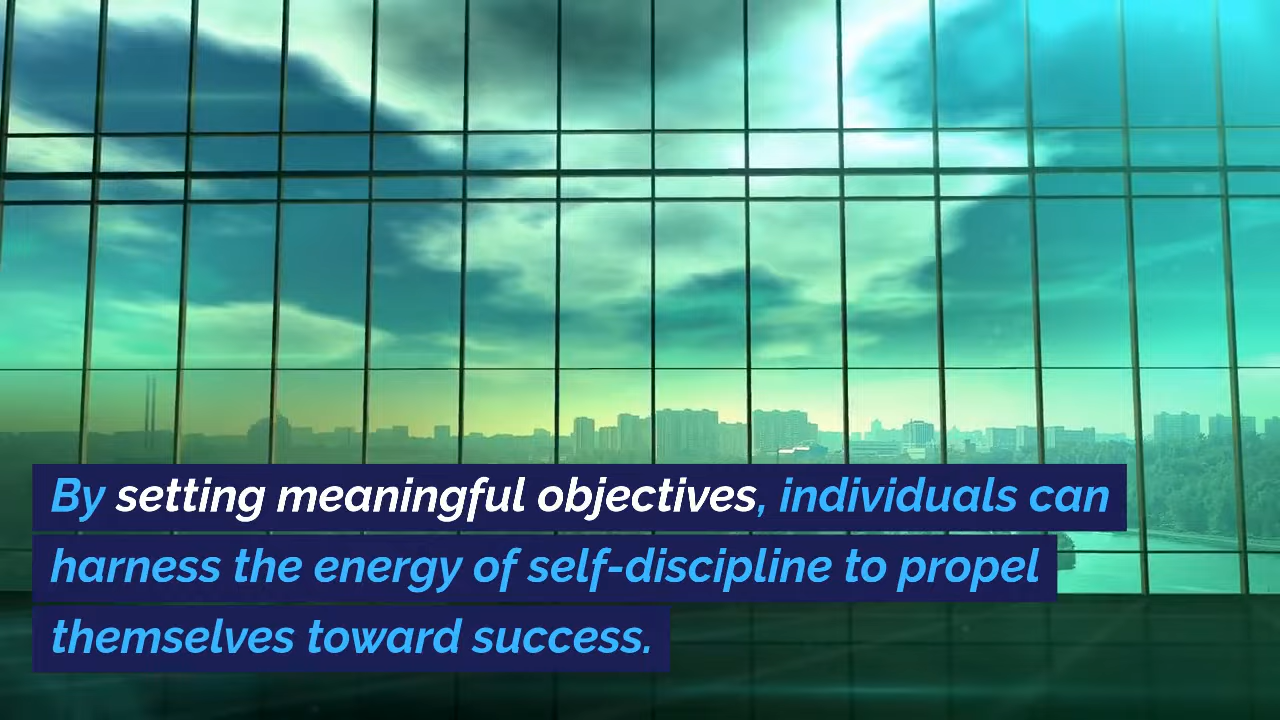 By setting meaningful objectives, individuals can
harness the energy of self-discipline to propel
themselves toward success.